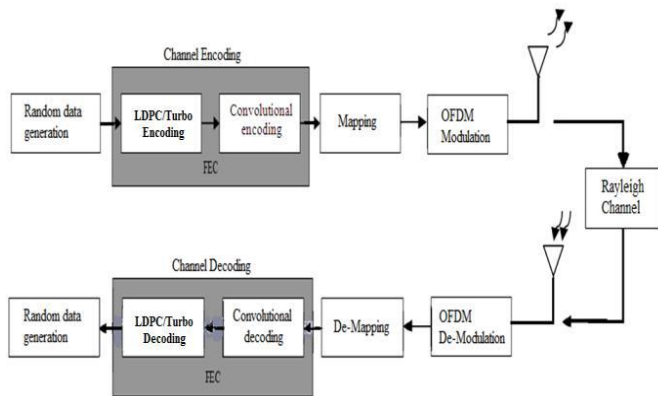 Channel Encoding
Random data
generation
LDPC/Turbo
Encoding
Convolutional
encoding
FEC
Mapping
OFDM
Modulation
Rayleigh
Channel
Channel Decoding
Random data
generation
LDPC/Turbo
Decoding
Convolutional
decoding
FEC
De-Mapping
OFDM
De-Modulation